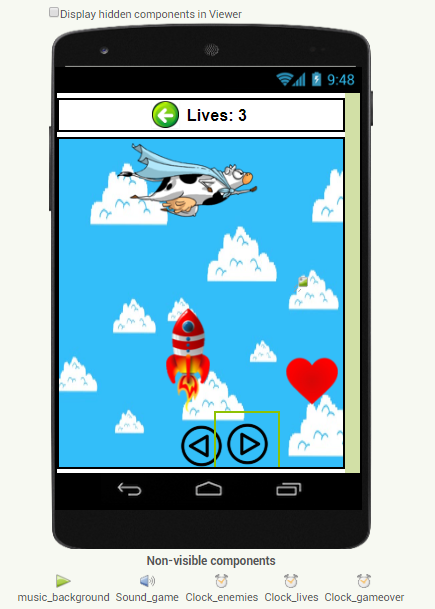 Display hidden components in Viewer
9:48
Lives: 3
Non-visible components
music_background Sound_game Clock_enemies Clock_lives Clock_gameover